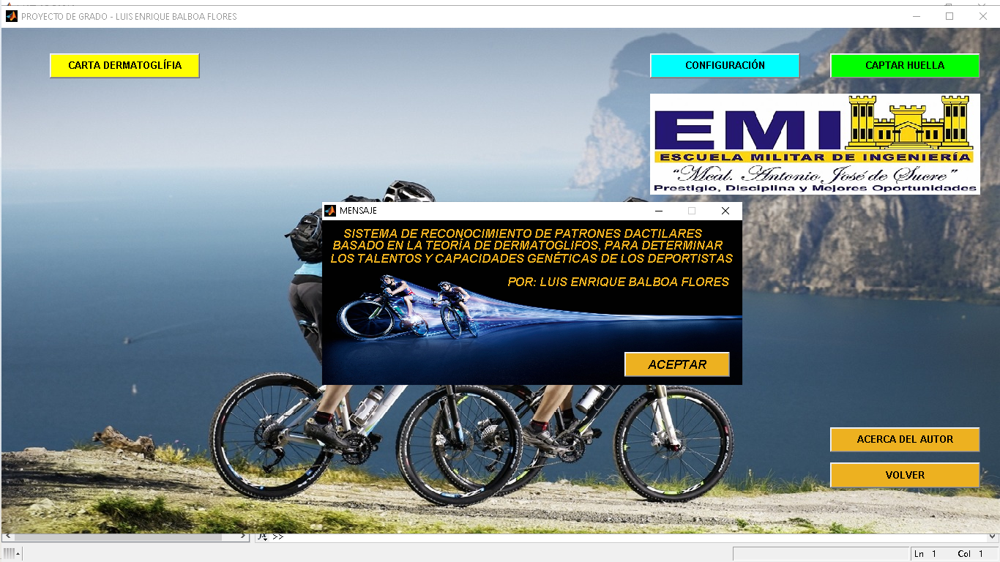 PROYECTO DE GRADO - LUIS ENRIQUE BALBOA FLORES
CARTA DERMATOGLÍFIA
CONFIGURACIÓN
CAPTAR HUELLA
EMI
ESCUELA MILITAR DE INGENIERÍA
“Mcal. Antonio José de Sucre”
Prestigio, Disciplina y Mejores Oportunidades
MENSAJE
SISTEMA DE RECONOCIMIENTO DE PATRONES DACTILARES
BASADO EN LA TEORÍA DE DERMATOGLIFOS, PARA DETERMINAR
LOS TALENTOS Y CAPACIDADES GENÉTICAS DE LOS DEPORTISTAS
POR: LUIS ENRIQUE BALBOA FLORES
ACEPTAR
ACERCA DEL AUTOR
VOLVER
>>
Ln 1 Col 1